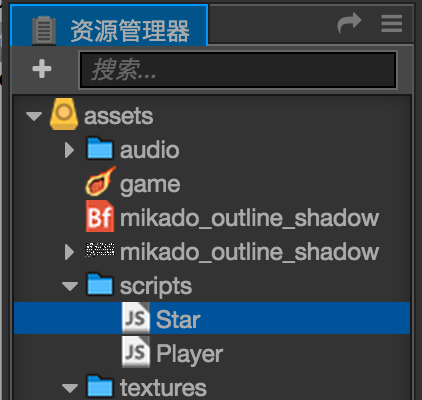 资源管理器
搜索...
assets
audio
game
Bf mikado_outline_shadow
mikado_outline_shadow
scripts
JS Star
JS Player
textures